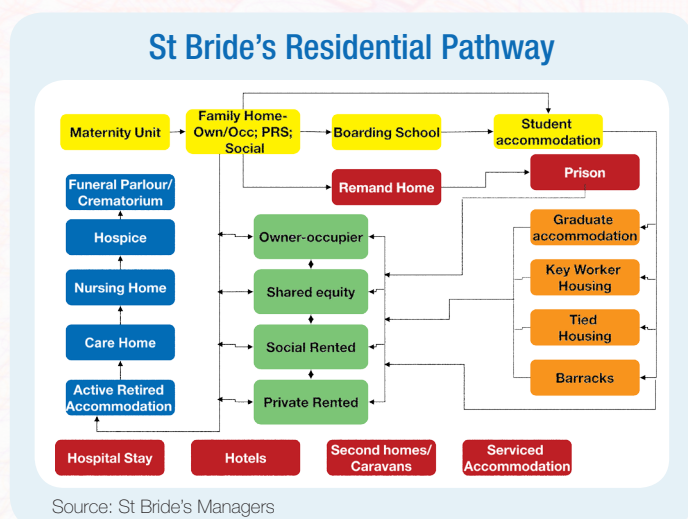 St Bride's Residential Pathway
Maternity Unit
Family Home-
Own/Occ; PRS;
Social
Boarding School
Student
accommodation
Remand Home
Prison
Funeral Parlour/
Crematorium
Hospice
Nursing Home
Care Home
Active Retired
Accommodation
Owner-occupier
Shared equity
Social Rented
Private Rented
Graduate
accommodation
Key Worker
Housing
Tied
Housing
Barracks
Hospital Stay
Hotels
Second homes/
Caravans
Serviced
Accommodation
Source: St Bride's Managers